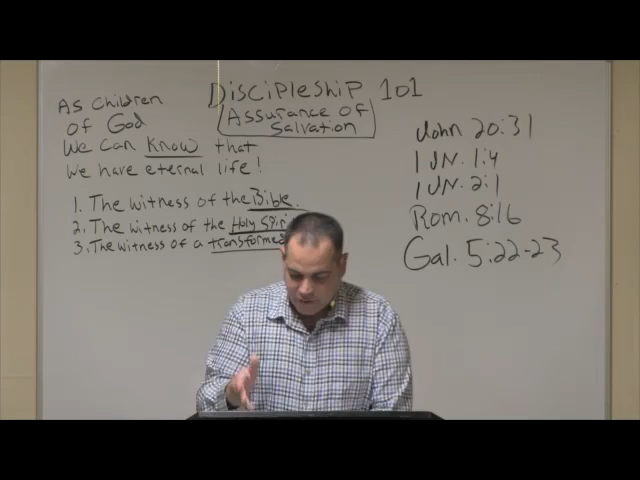 Discipleship 101
Assurance of
Salvation
As Children
of God
We can know that
We have eternal life!
1. The witness of the Bible.
2. The witness of the Holy Spiri
3. The witness of a transforme
John 20:31
1 JN. 1:4
1 JN. 2:1
Rom. 8:16
Gal. 5:22-23